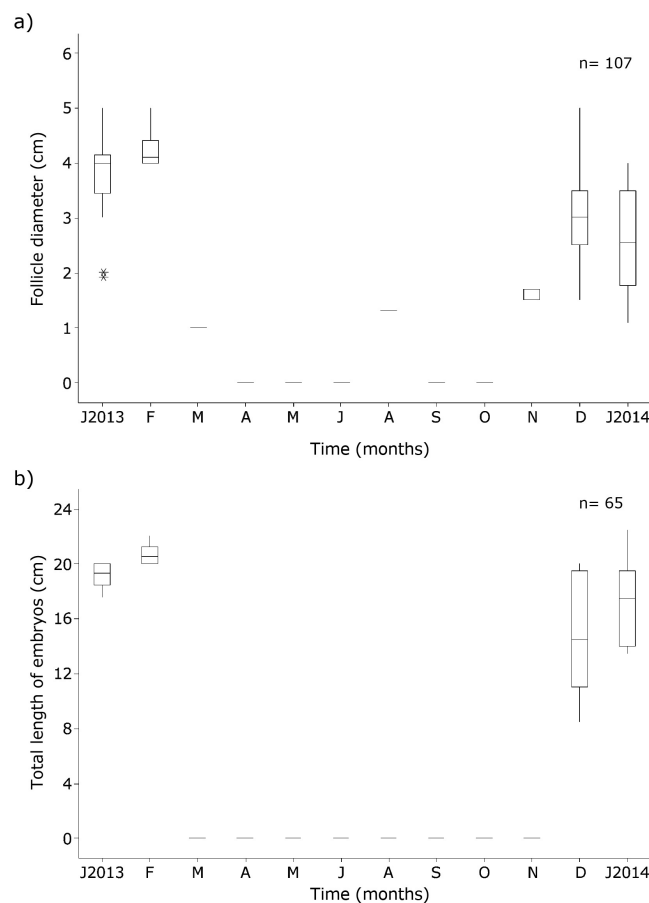 a)
n= 107
Follicle diameter (cm)
6
5
4
3
2
1
0
J2013 F M A M J A S O N D J2014
Time (months)
b)
n= 65
Total length of embryos (cm)
24
20
16
12
8
4
0
J2013 F M A M J A S O N D J2014
Time (months)